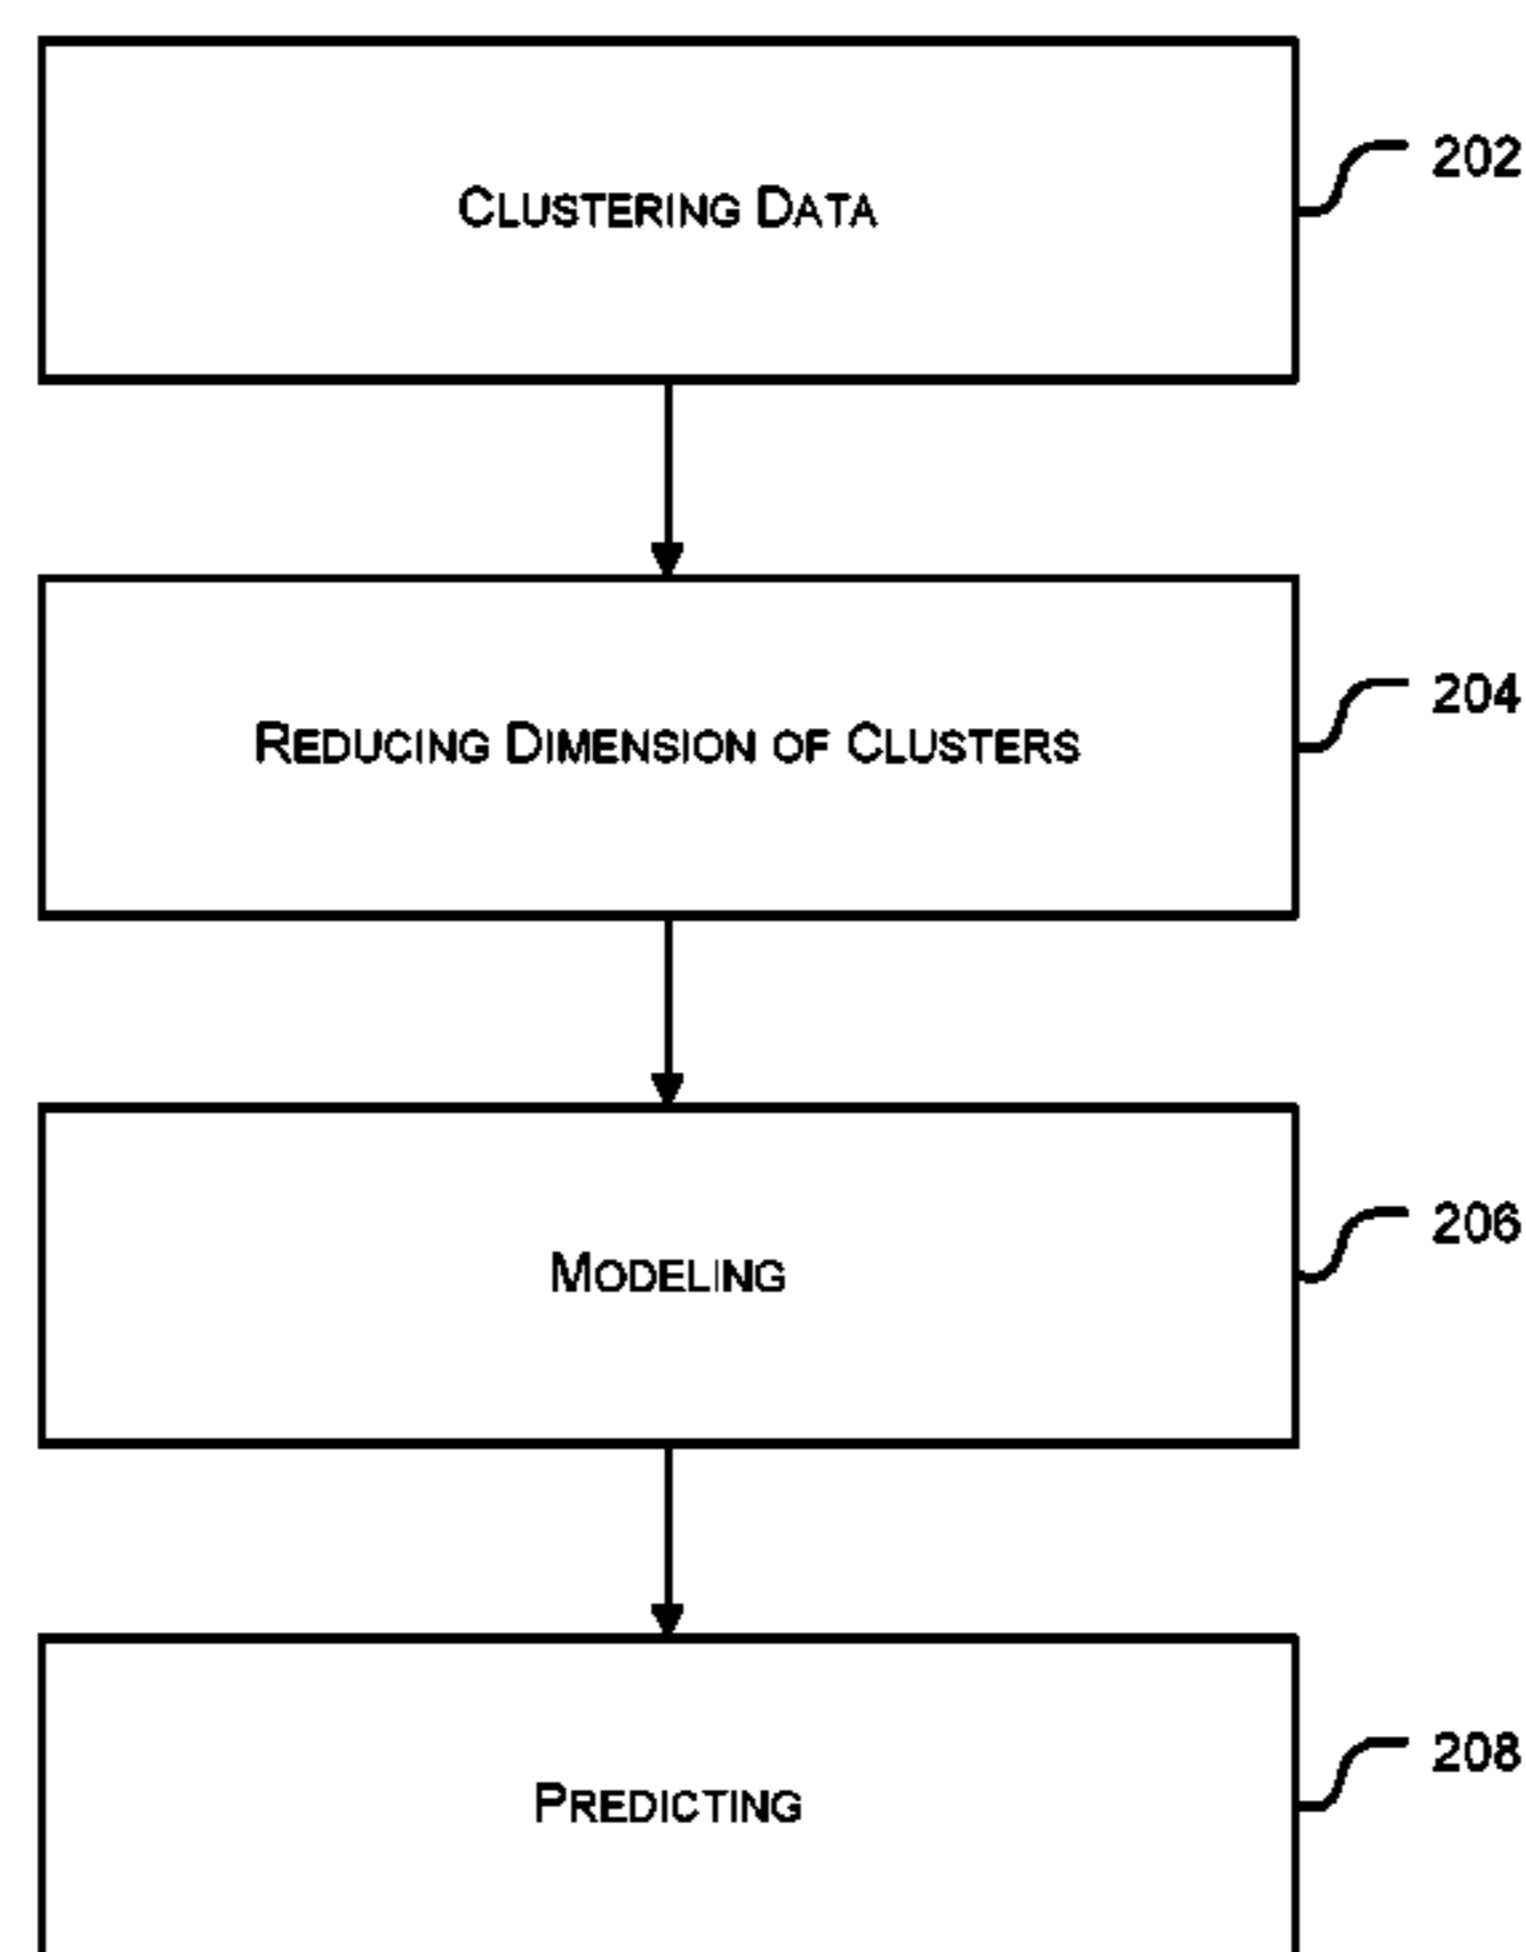 CLUSTERING DATA
202
REDUCING DIMENSION OF CLUSTERS
204
MODELING
206
PREDICTING
208